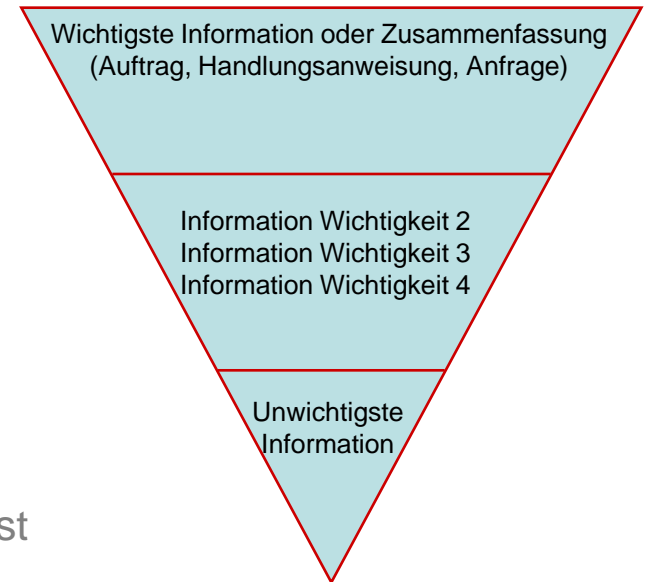 Wichtigste Information oder Zusammenfassung
(Auftrag, Handlungsanweisung, Anfrage)
Information Wichtigkeit 2
Information Wichtigkeit 3
Information Wichtigkeit 4
Unwichtigste
Information
st